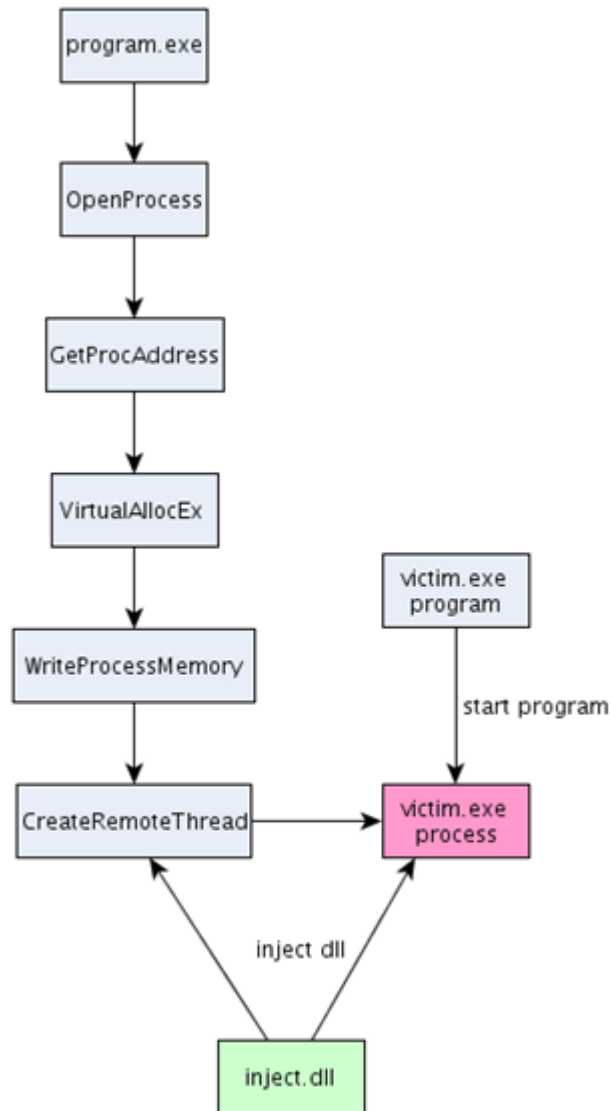 program.exe
OpenProcess
GetProcAddress
VirtualAllocEx
victim.exe
program
WriteProcessMemory
start program
CreateRemoteThread
victim.exe
process
inject dll
inject.dll